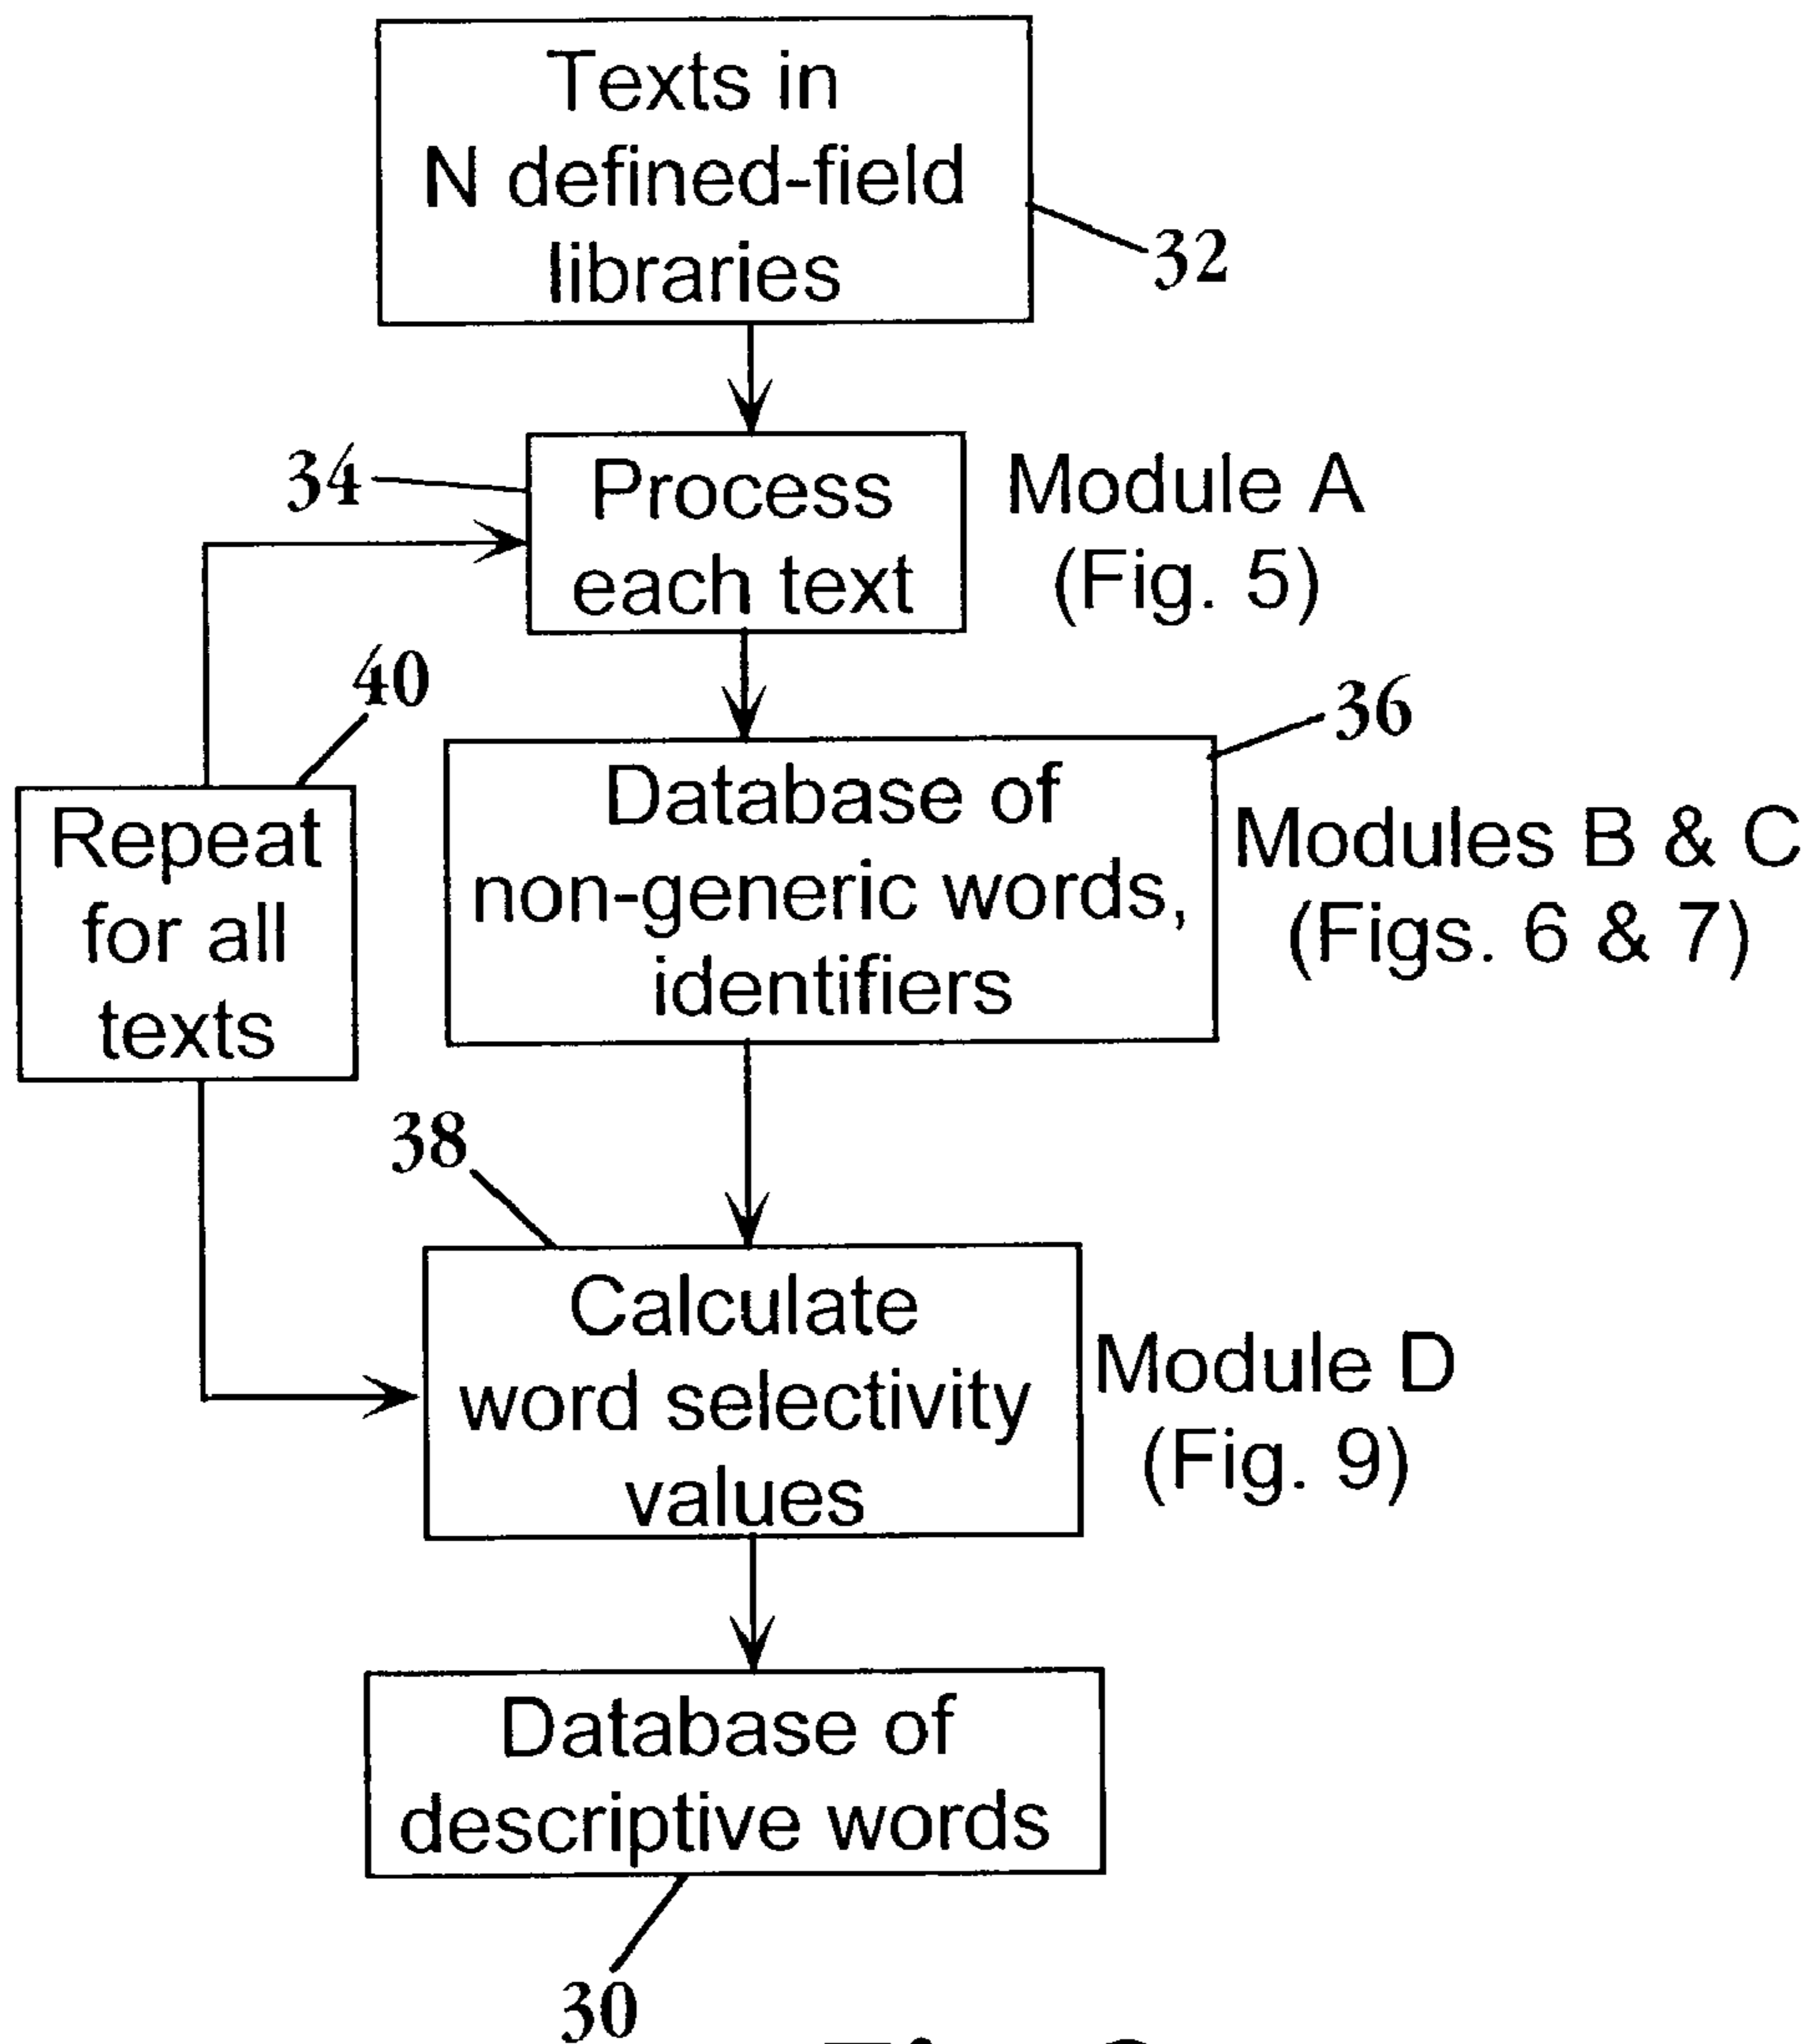 Texts in
N defined-field
libraries
32
34
Process
each text
Module A
(Fig. 5)
40
36
Repeat
for all
texts
Database of
non-generic words,
identifiers
Modules B & C
(Figs. 6 & 7)
38
Calculate
word selectivity
values
Module D
(Fig. 9)
Database of
descriptive words
30